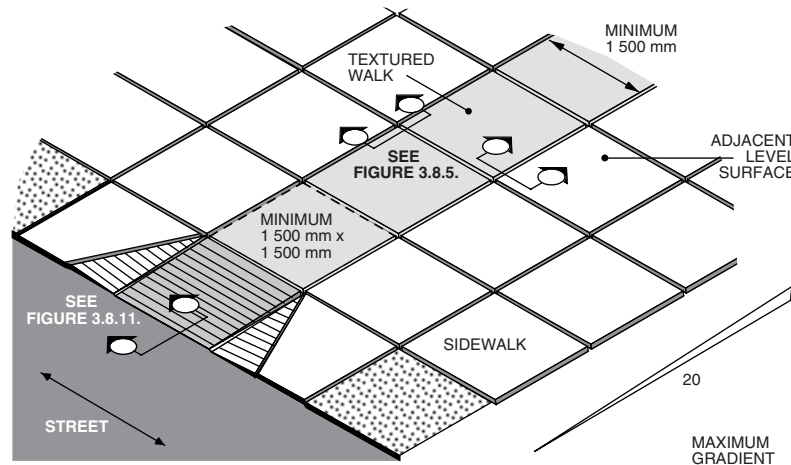 MINIMUM
1 500 mm
TEXTURED
WALK
ADJACENT
LEVEL
SURFACE
SEE
FIGURE 3.8.5.
MINIMUM
1 500 mm x
1 500 mm
SEE
FIGURE 3.8.11.
SIDEWALK
20
STREET
MAXIMUM
GRADIENT